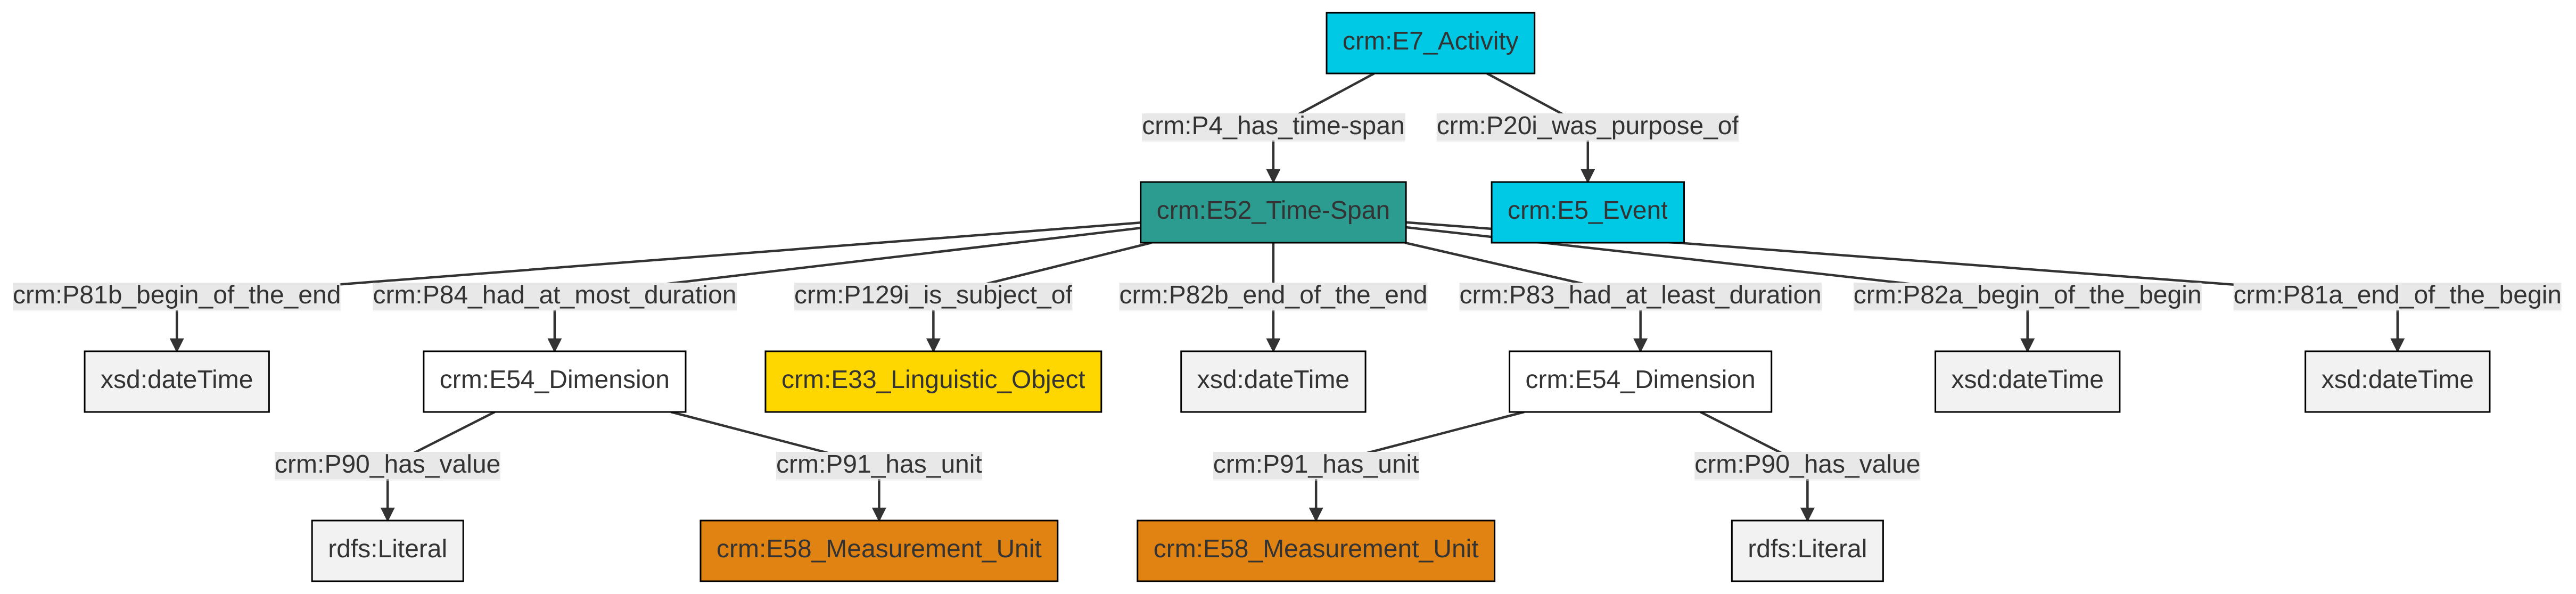 crm:E7_Activity
crm:P4_has_time-span
crm:P20i_was_purpose_of
crm:E52_Time-Span
crm:E5_Event
crm:P81b_begin_of_the_end
crm:P84_had_at_most_duration
crm:P129i_is_subject_of
crm:P82b_end_of_the_end
crm:P83_had_at_least_duration
crm:P82a_begin_of_the_begin
crm:P81a_end_of_the_begin
xsd:dateTime
crm:E54_Dimension
crm:E33_Linguistic_Object
xsd:dateTime
crm:E54_Dimension
xsd:dateTime
xsd:dateTime
crm:P90_has_value
crm:P91_has_unit
crm:P91_has_unit
crm:P90_has_value
rdfs:Literal
crm:E58_Measurement_Unit
crm:E58_Measurement_Unit
rdfs:Literal